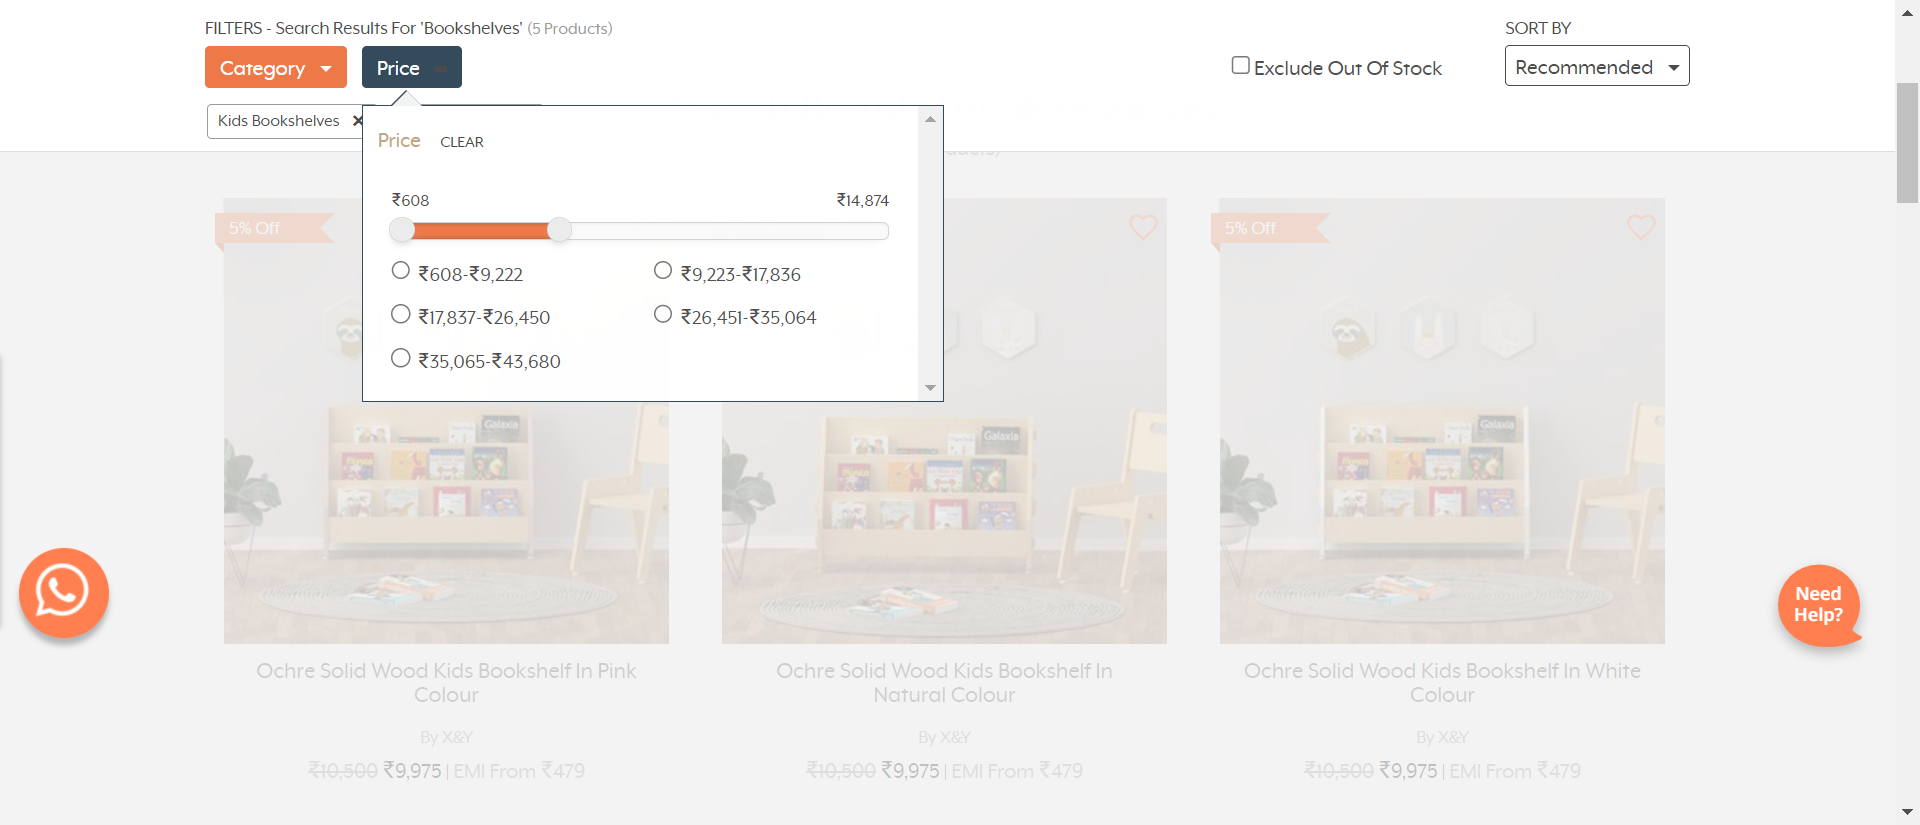 FILTERS - Search Results For 'Bookshelves' (5 Products)
SORT BY
Category
Price
Exclude Out Of Stock
Recommended
Kids Bookshelves ×
Price CLEAR
₹608 ₹14,874
₹608-₹9,222 ₹9,223-₹17,836
₹17,837-₹26,450 ₹26,451-₹35,064
₹35,065-₹43,680
5% Off
5% Off
Galaxia
Galaxia
Galaxia
Need
Help?
Ochre Solid Wood Kids Bookshelf In Pink
Colour
By X&Y
₹10,500 ₹9,975 | EMI From ₹479
Ochre Solid Wood Kids Bookshelf In
Natural Colour
By X&Y
₹10,500 ₹9,975 | EMI From ₹479
Ochre Solid Wood Kids Bookshelf In White
Colour
By X&Y
₹10,500 ₹9,975 | EMI From ₹479